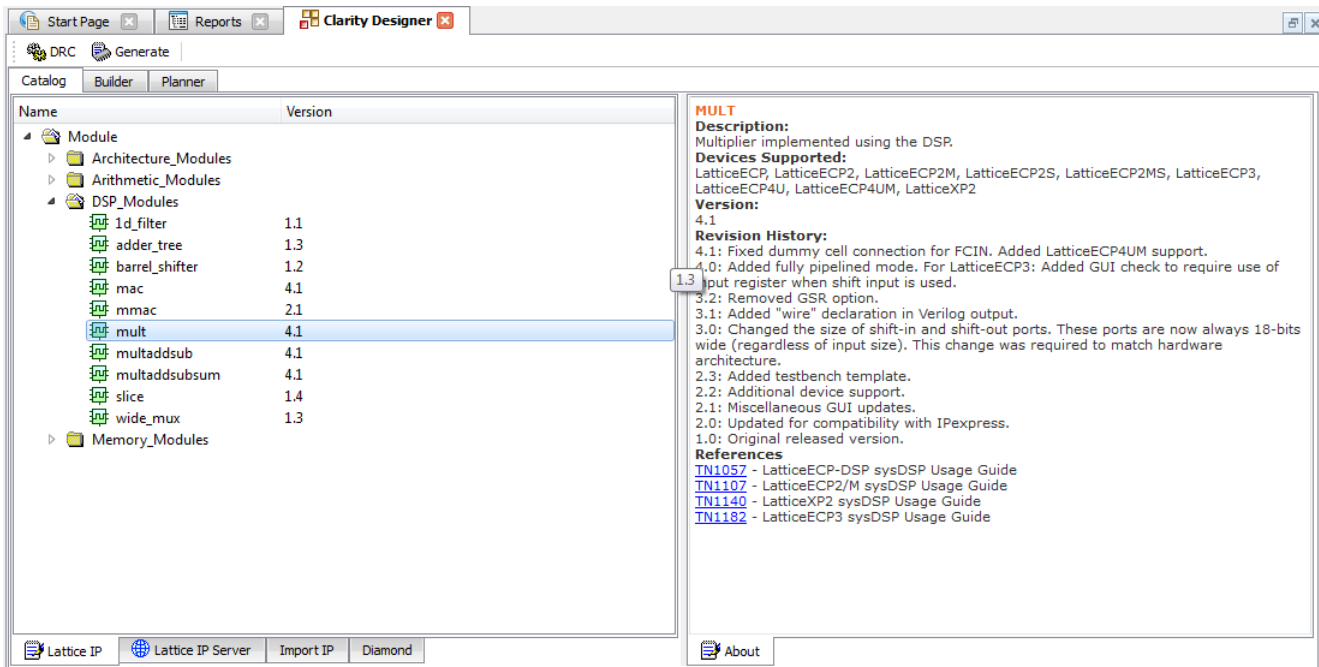 Start Page
Reports
Clarity Designer
DRC
Generate
Catalog
Builder
Planner
Name Version
Module
Architecture_Modules
Arithmetic_Modules
DSP_Modules
1d_filter 1.1
adder_tree 1.3
barrel_shifter 1.2
mac 4.1
mmac 2.1
mult 4.1
multaddsub 4.1
multaddsubsum 4.1
slice 1.4
wide_mux 1.3
Memory_Modules
Lattice IP
Lattice IP Server
Import IP
Diamond
1.3
MULT
Description:
Multiplier implemented using the DSP.
Devices Supported:
LatticeECP, LatticeECP2, LatticeECP2M, LatticeECP2S, LatticeECP2MS, LatticeECP3,
LatticeECP4U, LatticeECP4UM, LatticeXP2
Version:
4.1
Revision History:
4.1: Fixed dummy cell connection for FCIN. Added LatticeECP4UM support.
4.0: Added fully pipelined mode. For LatticeECP3: Added GUI check to require use of
input register when shift input is used.
3.2: Removed GSR option.
3.1: Added "wire" declaration in Verilog output.
3.0: Changed the size of shift-in and shift-out ports. These ports are now always 18-bits
wide (regardless of input size). This change was required to match hardware
architecture.
2.3: Added testbench template.
2.2: Additional device support.
2.1: Miscellaneous GUI updates.
2.0: Updated for compatibility with IPexpress.
1.0: Original released version.
References
TN1057 - LatticeECP-DSP sysDSP Usage Guide
TN1107 - LatticeECP2/M sysDSP Usage Guide
TN1140 - LatticeXP2 sysDSP Usage Guide
TN1182 - LatticeECP3 sysDSP Usage Guide
About